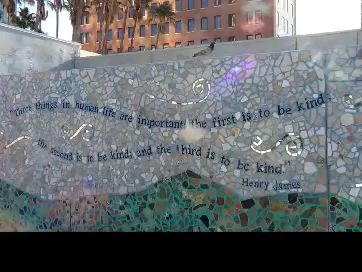 "Three things in human life are important: the first is to be kind
the second is to be kind, and the third is to be kind."
Henry James